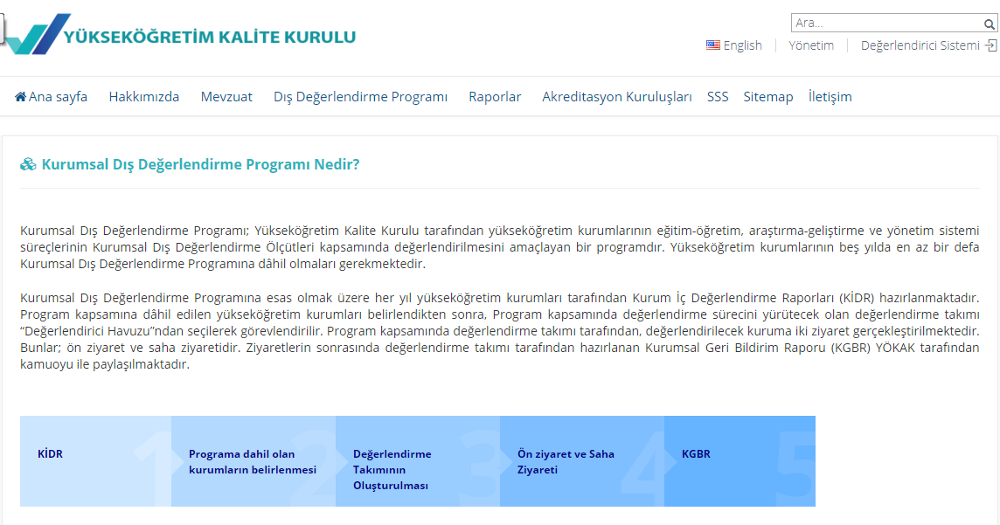 YÜKSEKÖĞRETİM KALİTE KURULU
Ara...
English
Yönetim
Değerlendirici Sistemi
Ana sayfa Hakkımızda Mevzuat Dış Değerlendirme Programı Raporlar Akreditasyon Kuruluşları SSS Sitemap İletişim
Kurumsal Dış Değerlendirme Programı Nedir?
Kurumsal Dış Değerlendirme Programı; Yükseköğretim Kalite Kurulu tarafından yükseköğretim kurumlarının eğitim-öğretim, araştırma-geliştirme ve yönetim sistemi
süreçlerinin Kurumsal Dış Değerlendirme Ölçütleri kapsamında değerlendirilmesini amaçlayan bir programdır. Yükseköğretim kurumlarının beş yılda en az bir defa
Kurumsal Dış Değerlendirme Programına dâhil olmaları gerekmektedir.
Kurumsal Dış Değerlendirme Programına esas olmak üzere her yıl yükseköğretim kurumları tarafından Kurum İç Değerlendirme Raporları (KİDR) hazırlanmaktadır.
Program kapsamına dâhil edilen yükseköğretim kurumları belirlendikten sonra, Program kapsamında değerlendirme sürecini yürütecek olan değerlendirme takımı
“Değerlendirici Havuzu”ndan seçilerek görevlendirilir. Program kapsamında değerlendirme takımı tarafından, değerlendirilecek kuruma iki ziyaret gerçekleştirilmektedir.
Bunlar; ön ziyaret ve saha ziyaretidir. Ziyaretlerin sonrasında değerlendirme takımı tarafından hazırlanan Kurumsal Geri Bildirim Raporu (KGBR) YÖKAK tarafından
kamuoyu ile paylaşılmaktadır.
KİDR
1
Programa dahil olan
kurumların belirlenmesi
2
Değerlendirme
Takımının
Oluşturulması
3
Ön ziyaret ve Saha
Ziyareti
4
KGBR
5